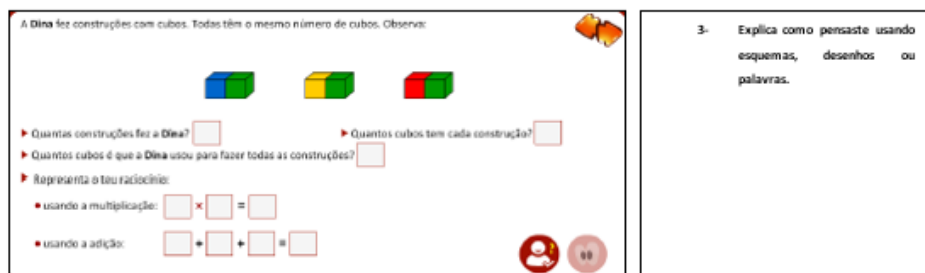 A Dina fez construções com cubos. Todas têm o mesmo número de cubos. Observa:
Quantas construções fez a Dina?
Quantos cubos tem cada construção?
Quantos cubos é que a Dina usou para fazer todas as construções?
Representa o teu raciocínio:
usando a multiplicação: × =
usando a adição: + + =
?
3- Explica como pensaste usando
esquemas, desenhos ou
palavras.